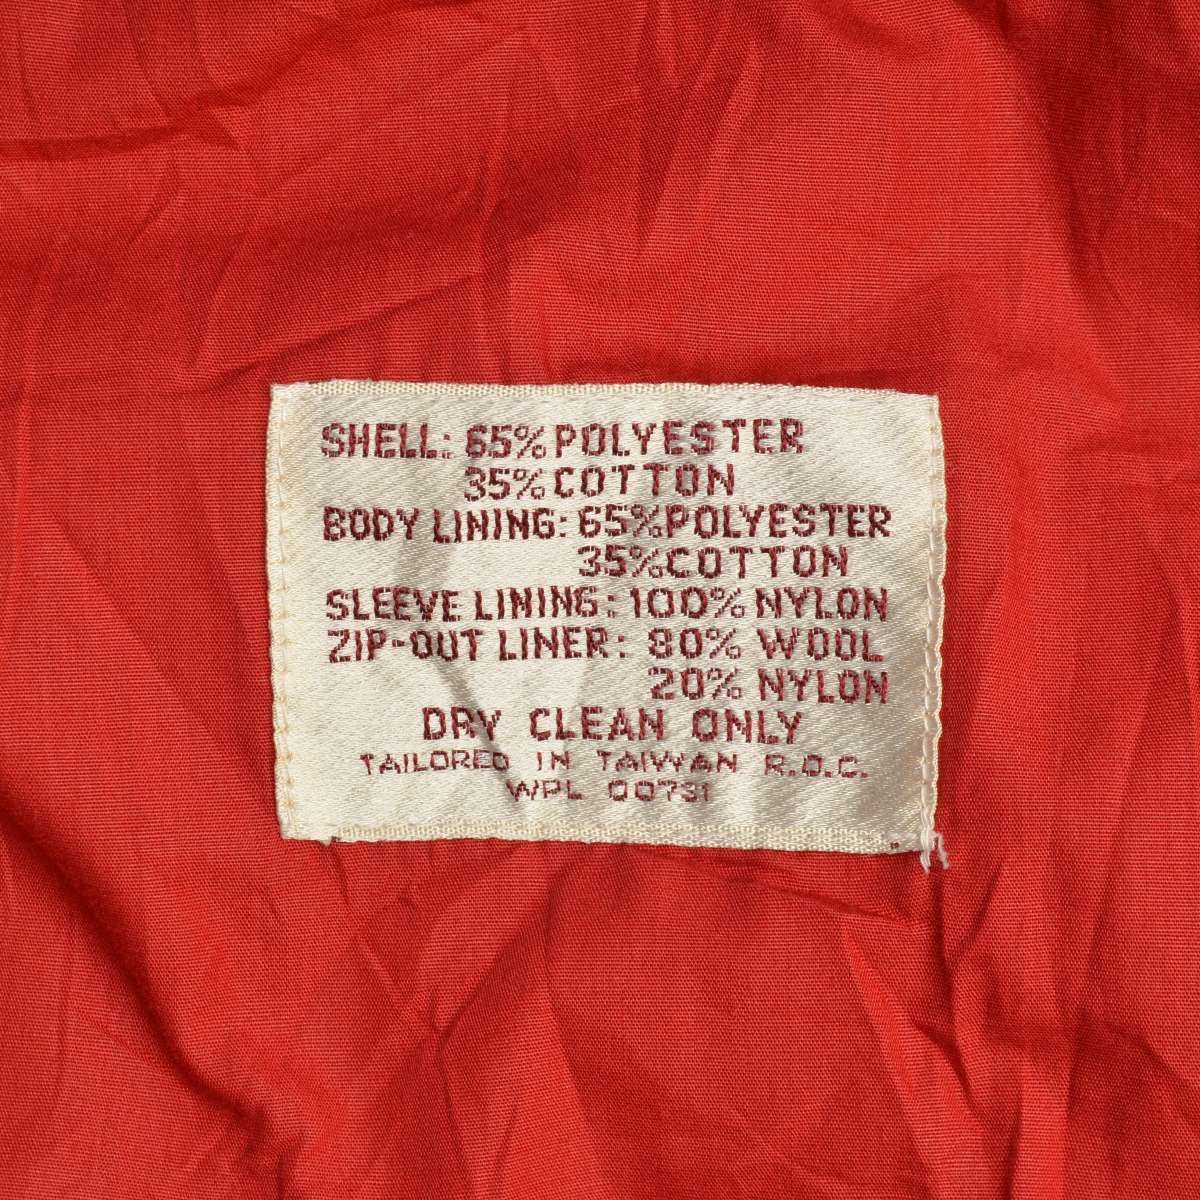 SHELL: 65% POLYESTER
35% COTTON
BODY LINING: 65% POLYESTER
35% COTTON
SLEEVE LINING: 100% NYLON
ZIP-OUT LINER: 80% WOOL
20% NYLON
DRY CLEAN ONLY
TAILORED IN TAIWAN R.O.C.
WPL 00731